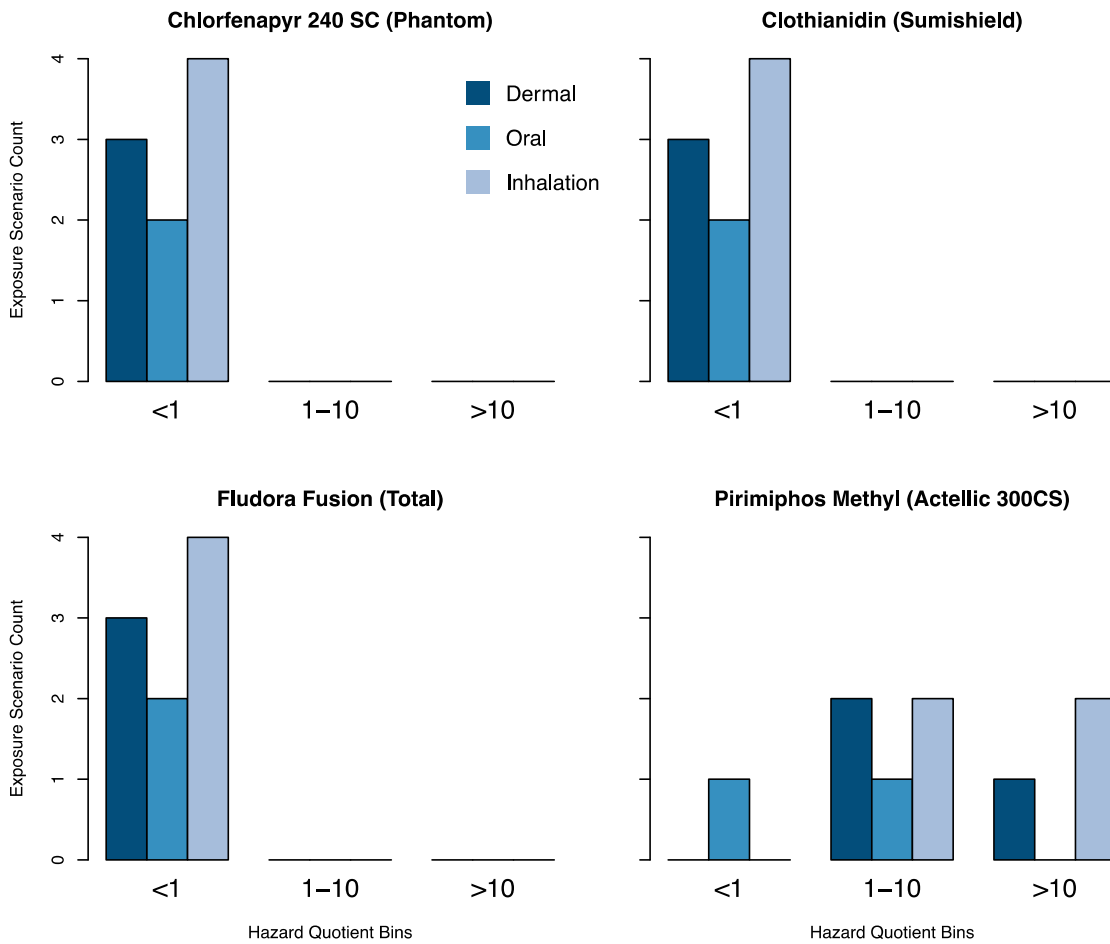 Chlorfenapyr 240 SC (Phantom)
Exposure Scenario Count
4
3
2
1
0
<1
1–10
>10
Dermal
Oral
Inhalation
Clothianidin (Sumishield)
<1
1–10
>10
Fludora Fusion (Total)
Exposure Scenario Count
4
3
2
1
0
<1
1–10
>10
Hazard Quotient Bins
Pirimiphos Methyl (Actellic 300CS)
<1
1–10
>10
Hazard Quotient Bins